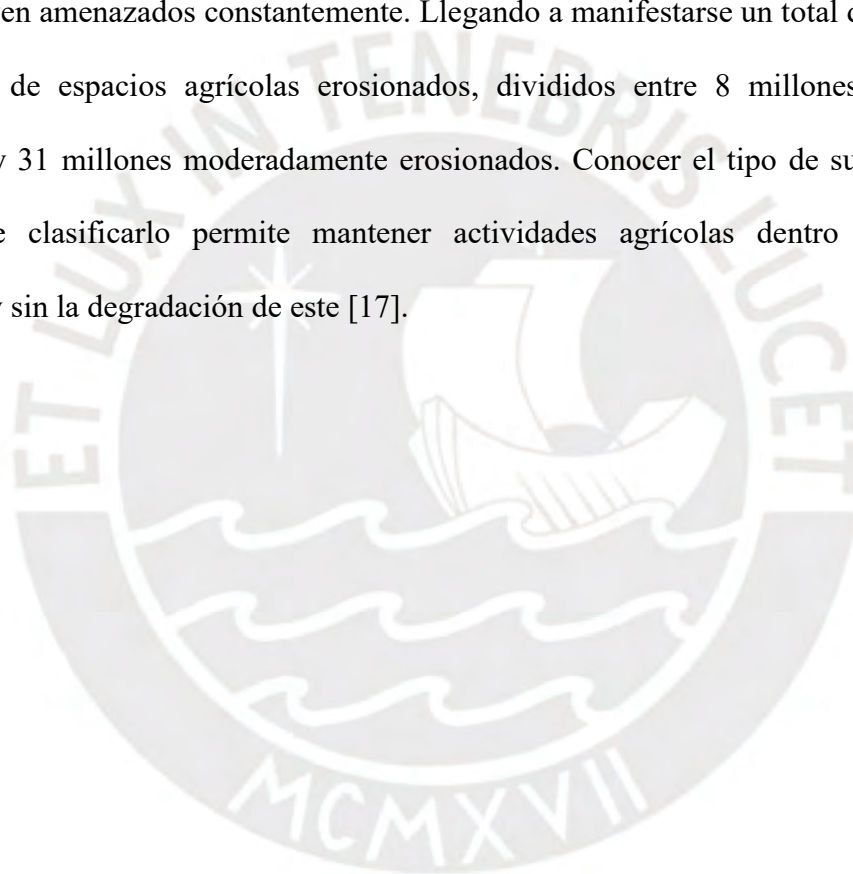 en amenazados constantemente. Llegando a manifestarse un total
de espacios agrícolas erosionados, divididos entre 8 millones
y 31 millones moderadamente erosionados. Conocer el tipo de
clasificarlo permite mantener actividades agrícolas dentro
y sin la degradación de este [17].
ET LUX IN TENEBRIS LUCET
MCMXVII